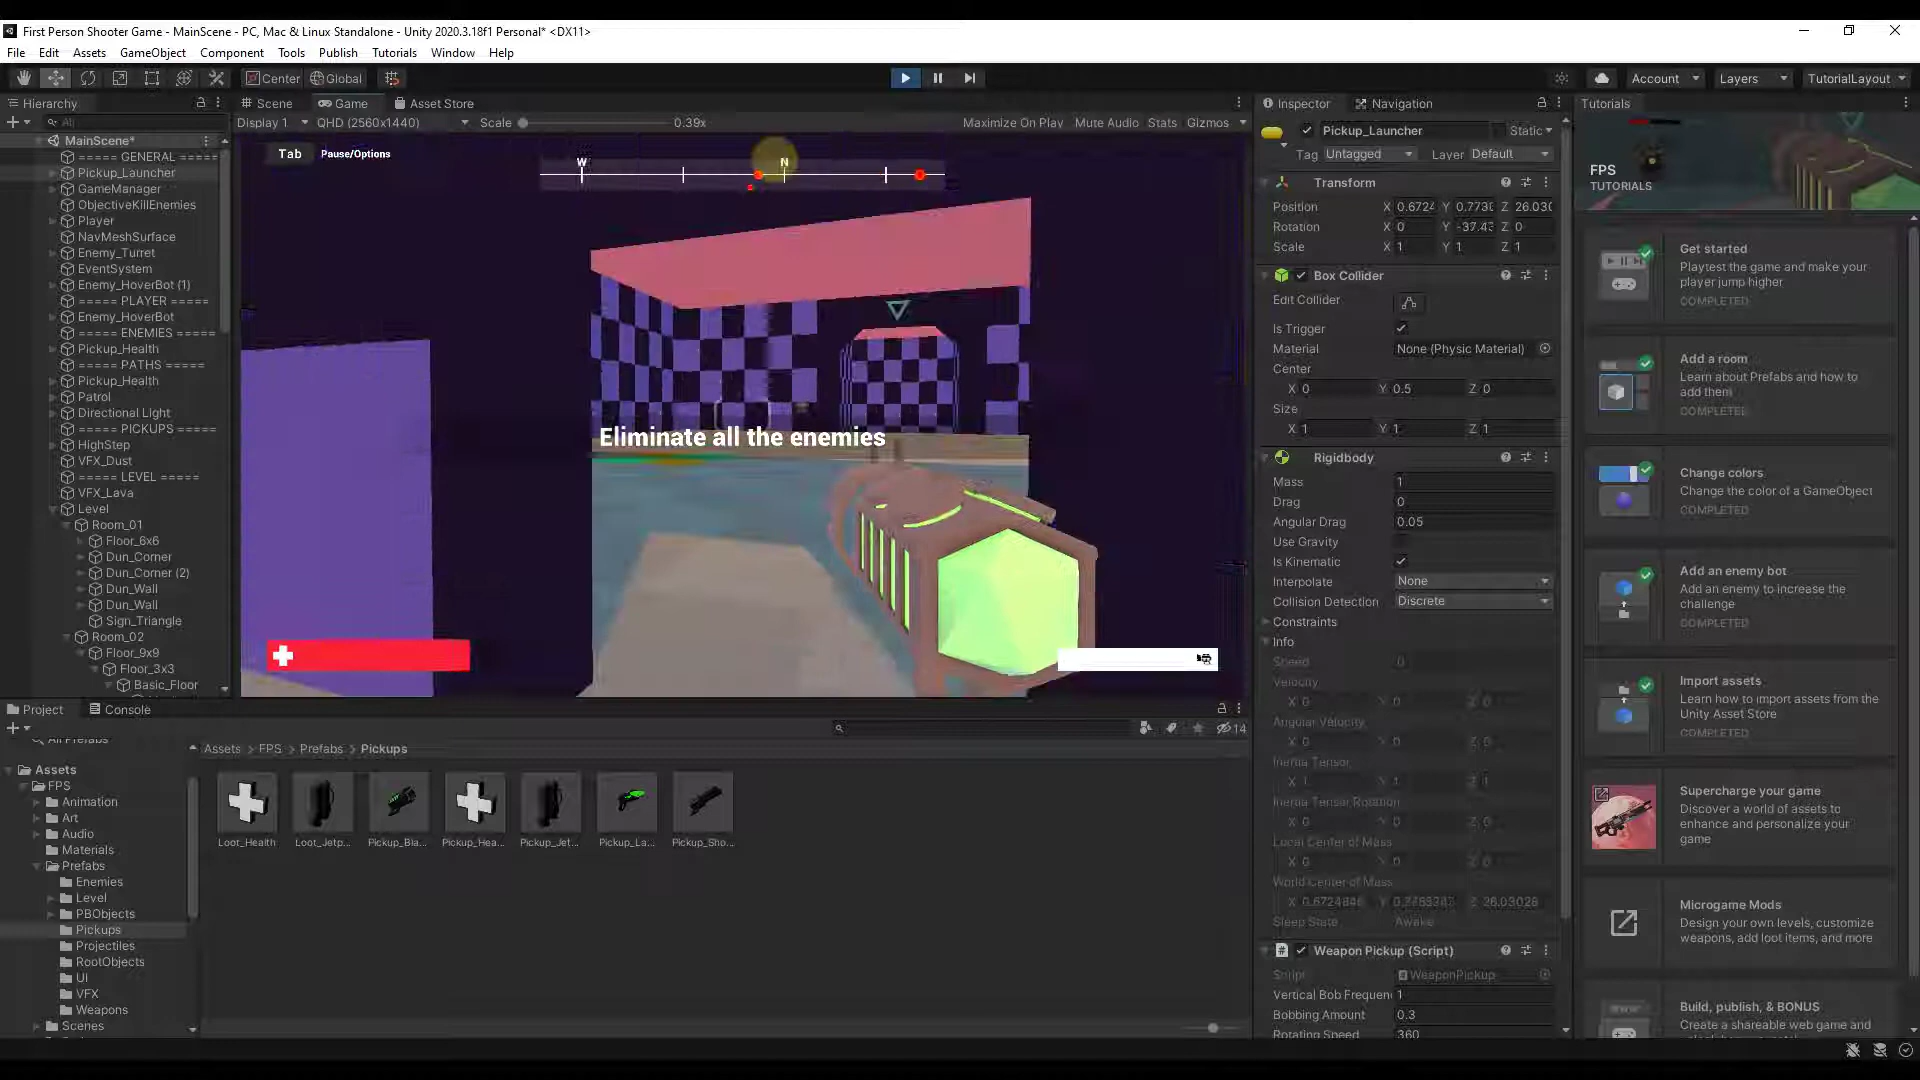 First Person Shooter Game - MainScene - PC, Mac & Linux Standalone - Unity 2020.3.18f1 Personal* <DX11>
File Edit Assets GameObject Component Tools Publish Tutorials Window Help
Center Global
Account Layers TutorialLayout
Hierarchy
All
MainScene*
===== GENERAL =====
Pickup_Launcher
GameManager
ObjectiveKillEnemies
Player
NavMeshSurface
Enemy_Turret
EventSystem
Enemy_HoverBot (1)
===== PLAYER =====
Enemy_HoverBot
===== ENEMIES =====
Pickup_Health
===== PATHS =====
Pickup_Health
Patrol
Directional Light
===== PICKUPS =====
HighStep
VFX_Dust
===== LEVEL =====
VFX_Lava
Level
Room_01
Floor_6x6
Dun_Corner
Dun_Corner (2)
Dun_Wall
Dun_Wall
Sign_Triangle
Room_02
Floor_9x9
Floor_3x3
Basic_Floor
Scene Game Asset Store
Display 1 QHD (2560x1440) Scale 0.39x Maximize On Play Mute Audio Stats Gizmos
Tab Pause/Options
W N
Eliminate all the enemies
Inspector Navigation
Pickup_Launcher Static
Tag Untagged Layer Default
Transform
Position X 0.6724 Y 0.773( Z 26.030
Rotation X 0 Y -37.43 Z 0
Scale X 1 Y 1 Z 1
Box Collider
Edit Collider
Is Trigger
Material None (Physic Material)
Center
X 0 Y 0.5 Z 0
Size
X 1 Y 1 Z 1
Rigidbody
Mass 1
Drag 0
Angular Drag 0.05
Use Gravity
Is Kinematic
Interpolate None
Collision Detection Discrete
Constraints
Info
Speed 0
Velocity
X 0 Y 0 Z 0
Angular Velocity
X 0 Y 0 Z 0
Inertia Tensor
X 1 Y 1 Z 1
Inertia Tensor Rotation
X 0 Y 0 Z 0
Local Center of Mass
X 0 Y 0 Z 0
World Center of Mass
X 0.6724846 Y Z 26.03028
Sleep State Awake
Weapon Pickup (Script)
Script WeaponPickup
Vertical Bob Frequen 1
Bobbing Amount 0.3
Rotating Speed 360
Tutorials
FPS
TUTORIALS
Get started
Playtest the game and make your
player jump higher
COMPLETED
Add a room
Learn about Prefabs and how to
add them
COMPLETED
Change colors
Change the color of a GameObject
COMPLETED
Add an enemy bot
Add an enemy to increase the
challenge
COMPLETED
Import assets
Learn how to import assets from the
Unity Asset Store
COMPLETED
Supercharge your game
Discover a world of assets to
enhance and personalize your
game
Microgame Mods
Design your own levels, customize
weapons, add loot items, and more
Build, publish, & BONUS
Create a shareable web game and
Project Console
14
All Prefabs
Assets
FPS
Animation
Art
Audio
Materials
Prefabs
Enemies
Level
PBObjects
Pickups
Projectiles
RootObjects
UI
VFX
Weapons
Scenes
Assets > FPS > Prefabs > Pickups
Loot_Health Loot_Jetp... Pickup_Bla... Pickup_Hea... Pickup_Jet... Pickup_La... Pickup_Sho...